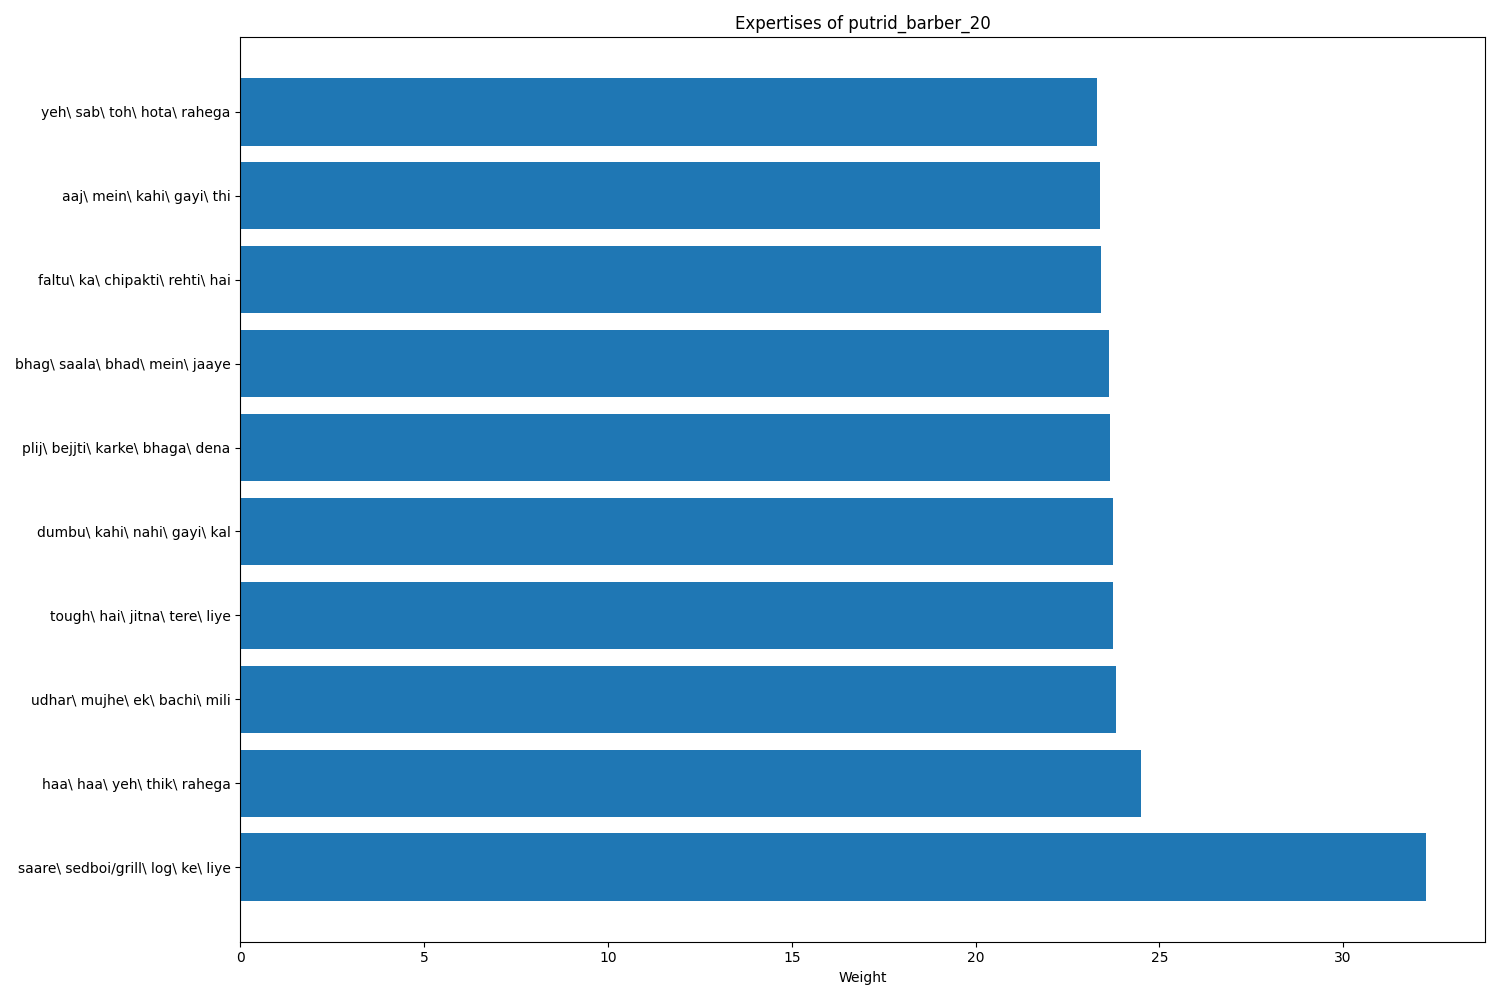 Expertises of putrid_barber_20
yeh\ sab\ toh\ hota\ rahega
aaj\ mein\ kahi\ gayi\ thi
faltu\ ka\ chipakti\ rehti\ hai
bhag\ saala\ bhad\ mein\ jaaye
plij\ bejjti\ karke\ bhaga\ dena
dumbu\ kahi\ nahi\ gayi\ kal
tough\ hai\ jitna\ tere\ liye
udhar\ mujhe\ ek\ bachi\ mili
haa\ haa\ yeh\ thik\ rahega
saare\ sedboi/grill\ log\ ke\ liye
0 5 10 15 20 25 30
Weight